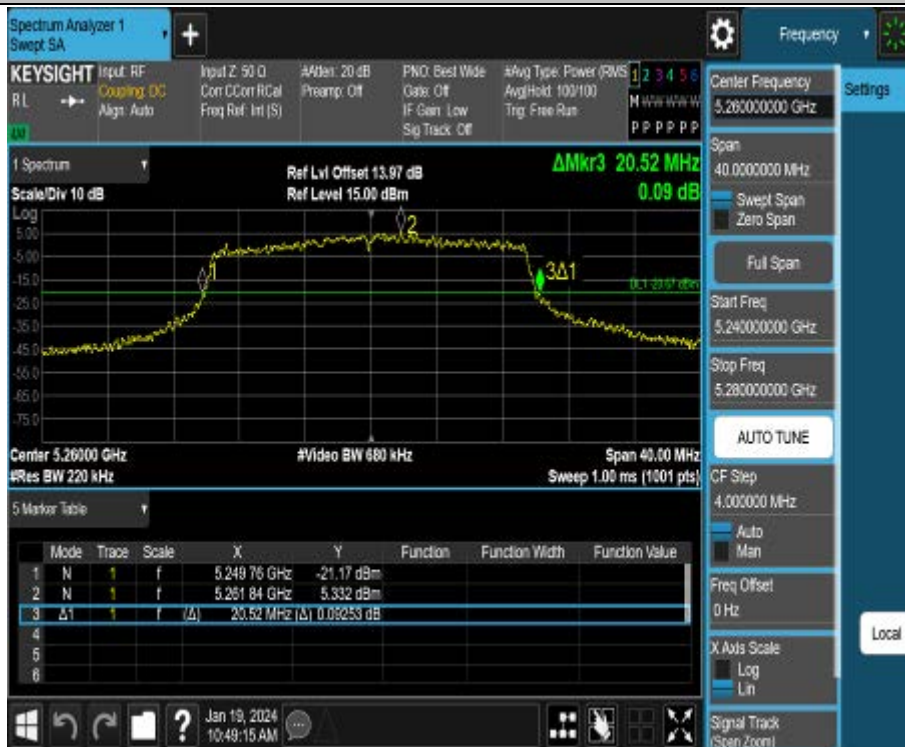 Spectrum Analyzer 1
Swept SA
Frequency
KEYSIGHT
RL
Input: RF
Coupling: DC
Align: Auto
Input Z: 50 Ω
Corr CCorr RCal
Freq Ref: Int (S)
#Atten: 20 dB
Preamp: Off
PNO: Best Wide
Gate: Off
IF Gain: Low
Sig Track: Off
#Avg Type: Power (RMS
Avg|Hold: 100/100
Trig: Free Run
1 2 3 4 5 6
M W W W W W
P P P P P P
Center Frequency
5.260000000 GHz
Settings
Span
40.0000000 MHz
Swept Span
Zero Span
Full Span
Start Freq
5.240000000 GHz
Stop Freq
5.280000000 GHz
AUTO TUNE
CF Step
4.000000 MHz
Auto
Man
Freq Offset
0 Hz
X Axis Scale
Log
Lin
Signal Track
(Span Zoom)
Local
1 Spectrum
Scale/Div 10 dB
Ref Lvl Offset 13.97 dB
Ref Level 15.00 dBm
ΔMkr3 20.52 MHz
0.09 dB
Log
5.00
-5.00
-15.0
-25.0
-35.0
-45.0
-55.0
-65.0
-75.0
1
2
3Δ1
Center 5.26000 GHz
#Video BW 680 kHz
Span 40.00 MHz
#Res BW 220 kHz
Sweep 1.00 ms (1001 pts)
5 Marker Table
Mode Trace Scale X Y Function Function Width Function Value
1 N 1 f 5.249 76 GHz -21.17 dBm
2 N 1 f 5.261 84 GHz 5.332 dBm
3 Δ1 1 f (Δ) 20.52 MHz (Δ) 0.09253 dB
4
5
6
Jan 19, 2024
10:49:15 AM